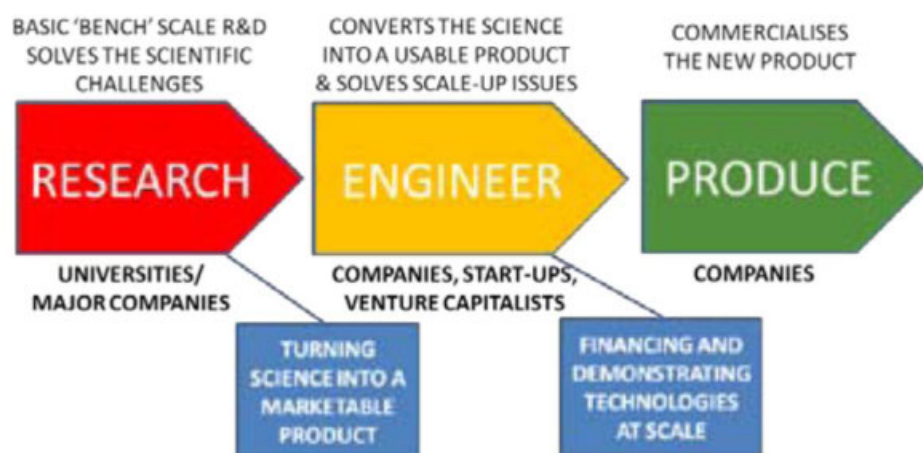 BASIC 'BENCH' SCALE R&D
SOLVES THE SCIENTIFIC
CHALLENGES
CONVERTS THE SCIENCE
INTO A USABLE PRODUCT
& SOLVES SCALE-UP ISSUES
COMMERCIALISES
THE NEW PRODUCT
RESEARCH
ENGINEER
PRODUCE
UNIVERSITIES/
MAJOR COMPANIES
COMPANIES, START-UPS,
VENTURE CAPITALISTS
COMPANIES
TURNING
SCIENCE INTO A
MARKETABLE
PRODUCT
FINANCING AND
DEMONSTRATING
TECHNOLOGIES
AT SCALE